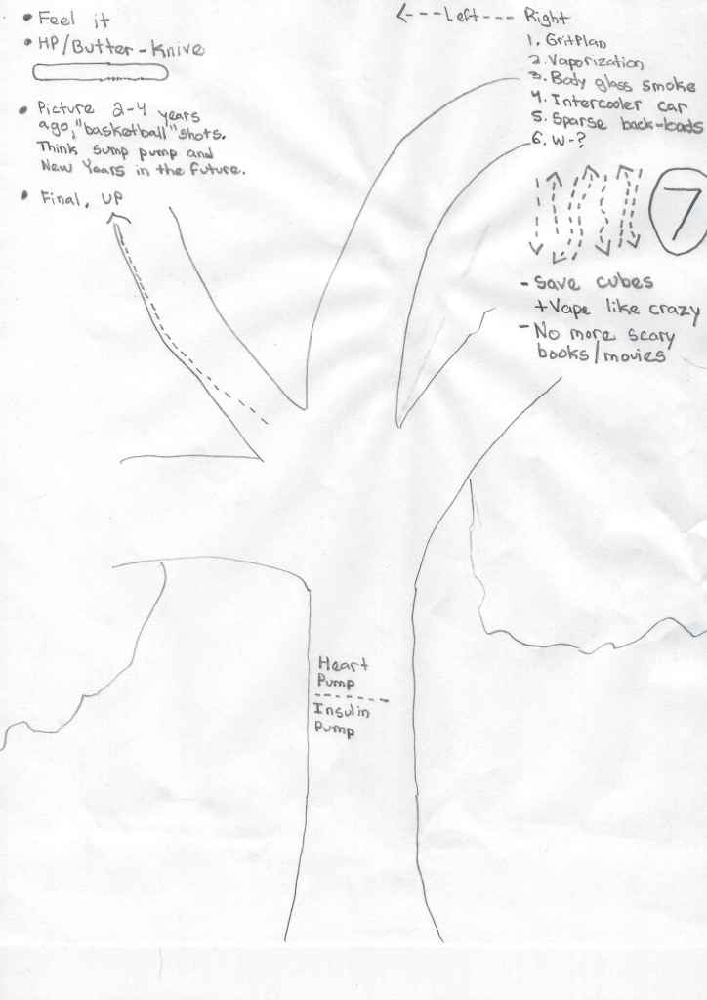 • Feel it
• HP/Butter-Knive
• Picture 2-4 years
ago, "basketball" shots.
Think sump pump and
New Years in the future.
• Final, UP
<---Left--- Right
1. GritPlan
2. Vaporization
3. Body glass smoke
4. Intercooler car
5. Sparse back-loads
6. W-?
7
- Save cubes
+Vape like crazy
- No more scary
books/movies
Heart
Pump
Insulin
Pump